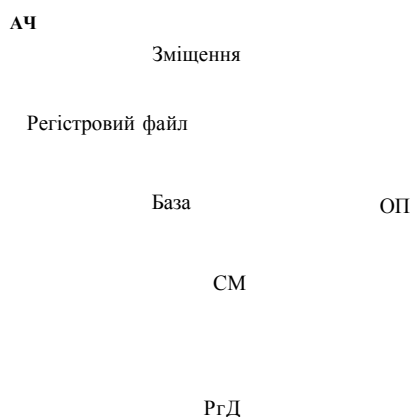 АЧ
Зміщення
Регістровий файл
База
ОП
СМ
РгД